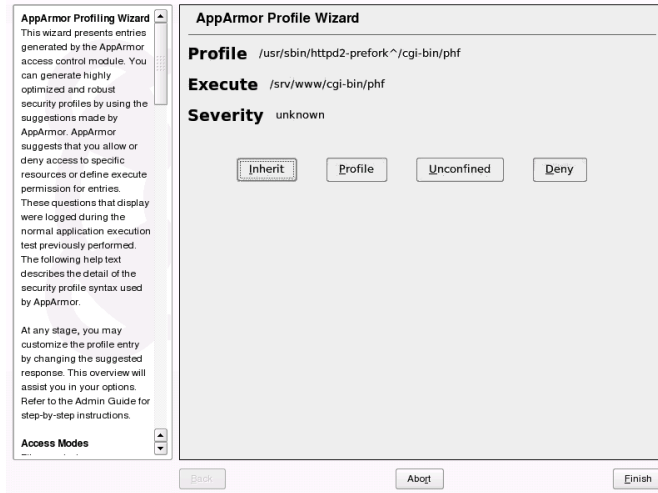 AppArmor Profiling Wizard
This wizard presents entries
generated by the AppArmor
access control module. You
can generate highly
optimized and robust
security profiles by using the
suggestions made by
AppArmor. AppArmor
suggests that you allow or
deny access to specific
resources or define execute
permission for entries.
These questions that display
were logged during the
normal application execution
test previously performed.
The following help text
describes the detail of the
security profile syntax used
by AppArmor.
At any stage, you may
customize the profile entry
by changing the suggested
response. This overview will
assist you in your options.
Refer to the Admin Guide for
step-by-step instructions.
Access Modes
AppArmor Profile Wizard
Profile /usr/sbin/httpd2-prefork^/cgi-bin/phf
Execute /srv/www/cgi-bin/phf
Severity unknown
Inherit Profile Unconfined Deny
Back Abort Finish